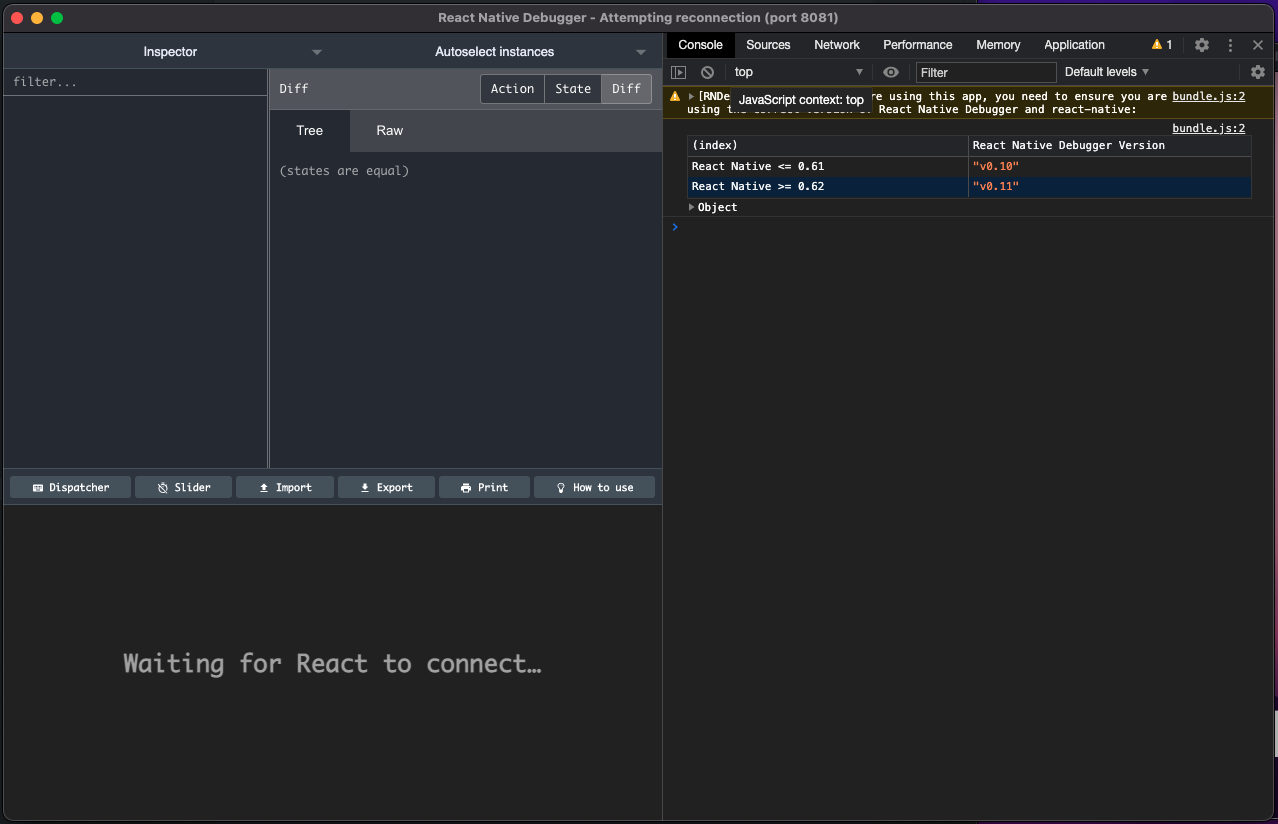 React Native Debugger - Attempting reconnection (port 8081)
Inspector
Autoselect instances
filter...
Diff
Action
State
Diff
Tree
Raw
(states are equal)
Dispatcher
Slider
Import
Export
Print
How to use
Waiting for React to connect…
Console
Sources
Network
Performance
Memory
Application
1
top
Filter
Default levels
JavaScript context: top
using this app, you need to ensure you are bundle.js:2
using React Native Debugger and react-native:
bundle.js:2
(index) React Native Debugger Version
React Native <= 0.61 "v0.10"
React Native >= 0.62 "v0.11"
Object